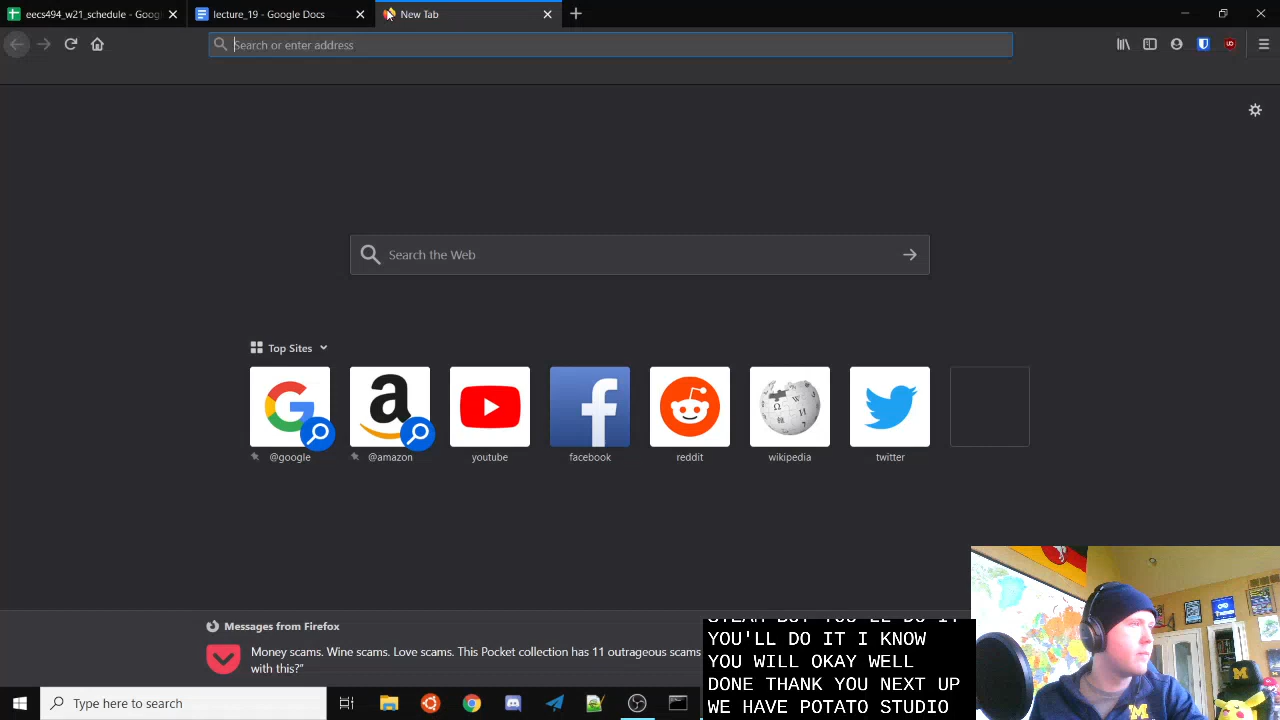 eecs494_w21_schedule - Goog
lecture_19 - Google Docs
New Tab
Search or enter address
Search the Web
Top Sites
@google
@amazon
youtube
facebook
reddit
wikipedia
twitter
Messages from Firefox
Money scams. Wine scams. Love scams. This Pocket collection has 11 outrageous scams
with this?"
YOU'LL DO IT I KNOW
YOU WILL OKAY WELL
DONE THANK YOU NEXT UP
WE HAVE POTATO STUDIO
Type here to search